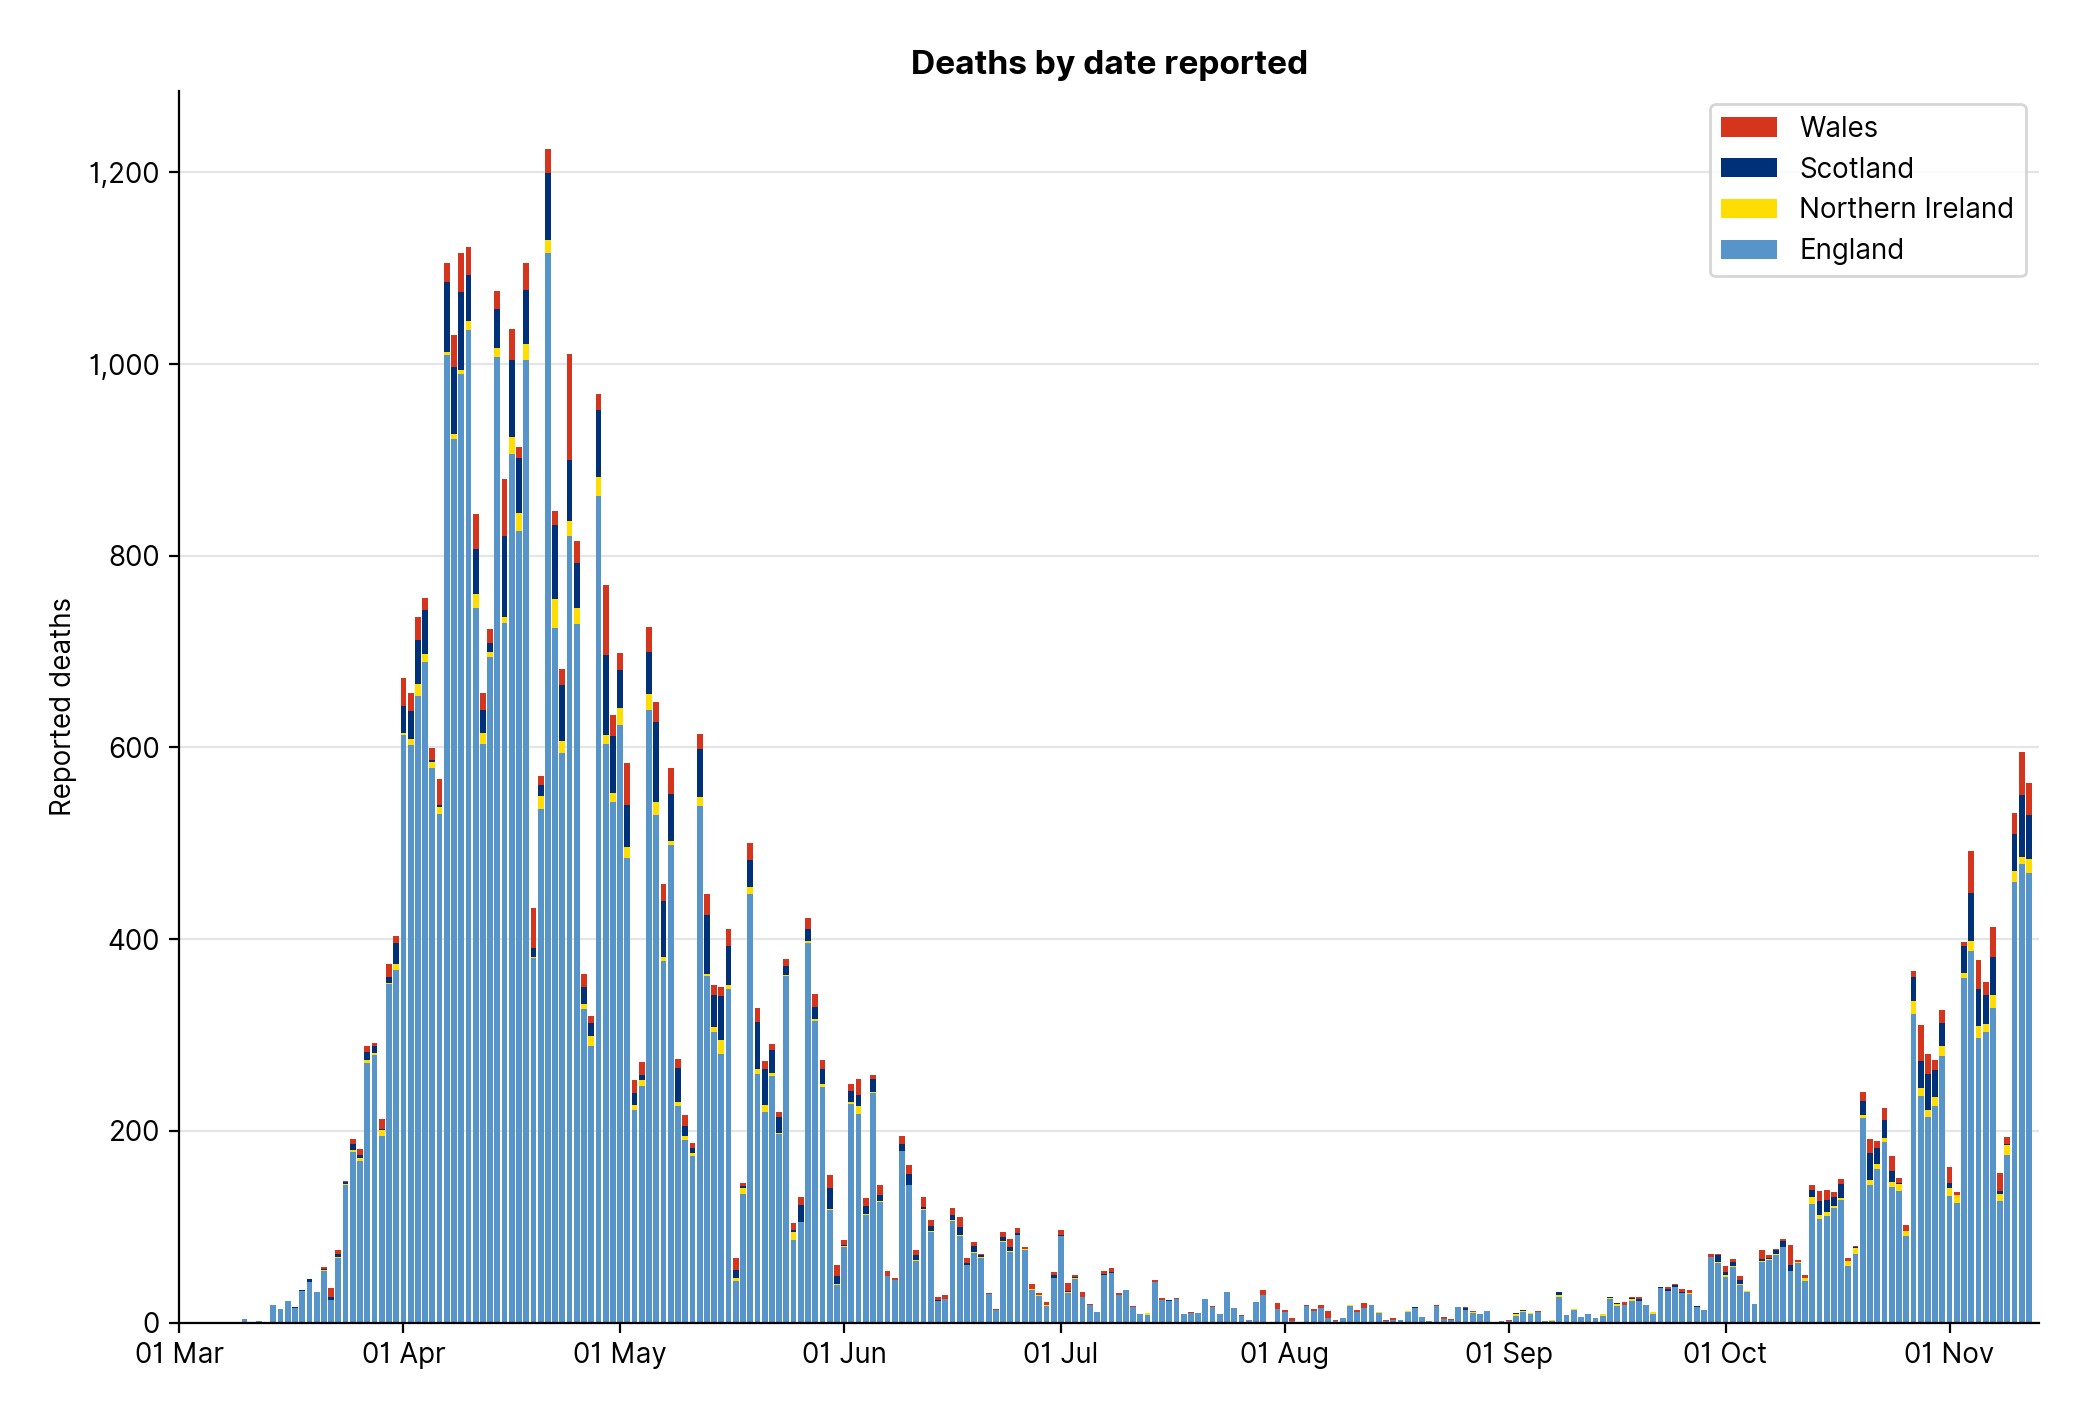 Deaths by date reported
Wales
Scotland
Northern Ireland
England
Reported deaths
1,200
1,000
800
600
400
200
0
01 Mar
01 Apr
01 May
01 Jun
01 Jul
01 Aug
01 Sep
01 Oct
01 Nov